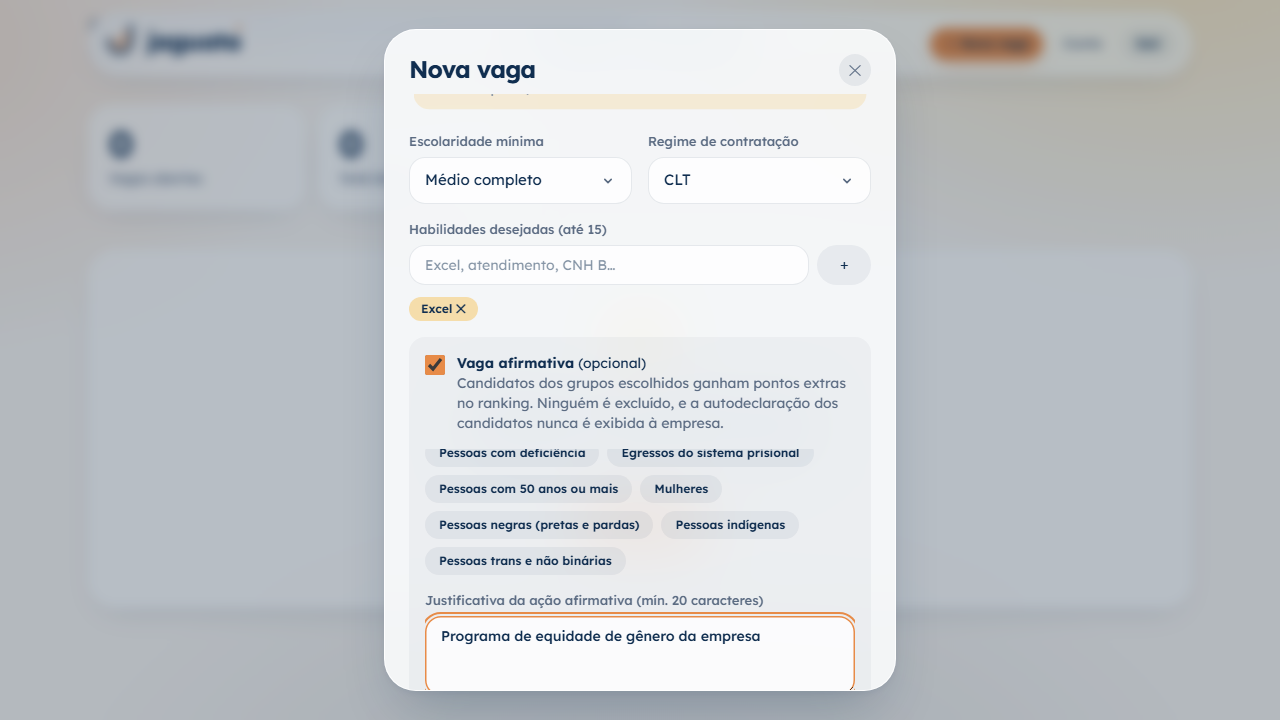 jogueto
Nova vaga
Escolaridade mínima
Regime de contratação
Médio completo
CLT
Habilidades desejadas (até 15)
Excel, atendimento, CNH B...
+
Excel
Vaga afirmativa (opcional)
Candidatos dos grupos escolhidos ganham pontos extras
no ranking. Ninguém é excluído, e a autodeclaração dos
candidatos nunca é exibida à empresa.
Pessoas com deficiência
Egressos do sistema prisional
Pessoas com 50 anos ou mais
Mulheres
Pessoas negras (pretas e pardas)
Pessoas indígenas
Pessoas trans e não binárias
Justificativa da ação afirmativa (mín. 20 caracteres)
Programa de equidade de gênero da empresa